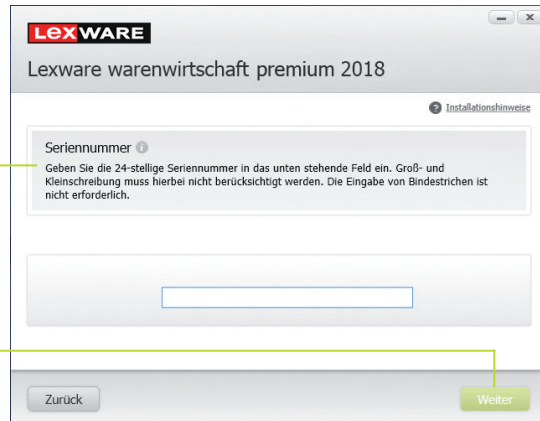 LEXWARE
Lexware warenwirtschaft premium 2018
? Installationshinweise
Seriennummer i
Geben Sie die 24-stellige Seriennummer in das unten stehende Feld ein. Groß- und
Kleinschreibung muss hierbei nicht berücksichtigt werden. Die Eingabe von Bindestrichen ist
nicht erforderlich.
Zurück
Weiter